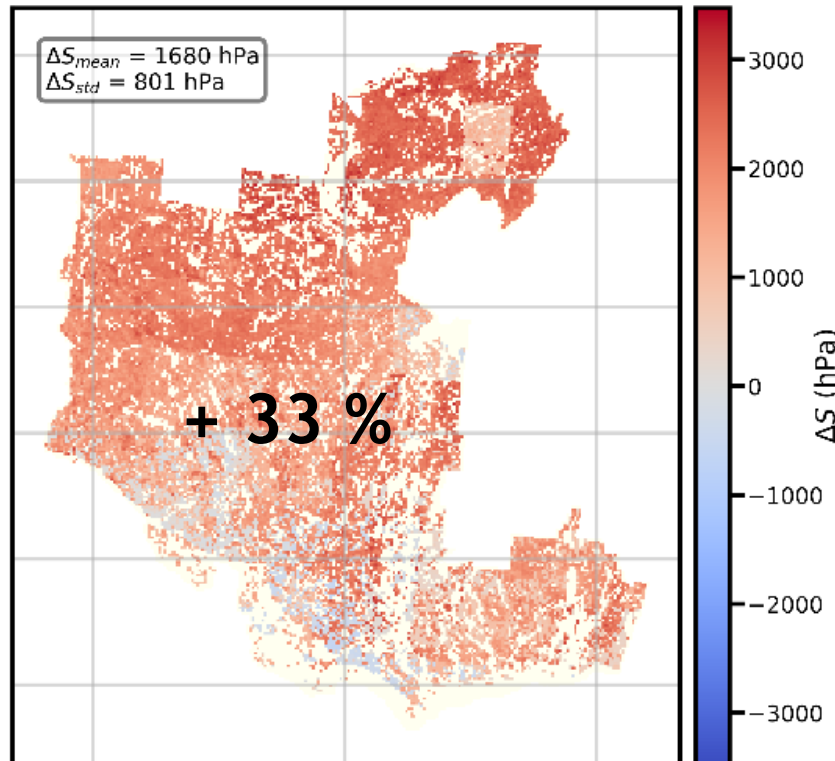 ΔS_mean = 1680 hPa
ΔS_std = 801 hPa
+ 33 %
3000
2000
1000
0
−1000
−2000
−3000
ΔS (hPa)